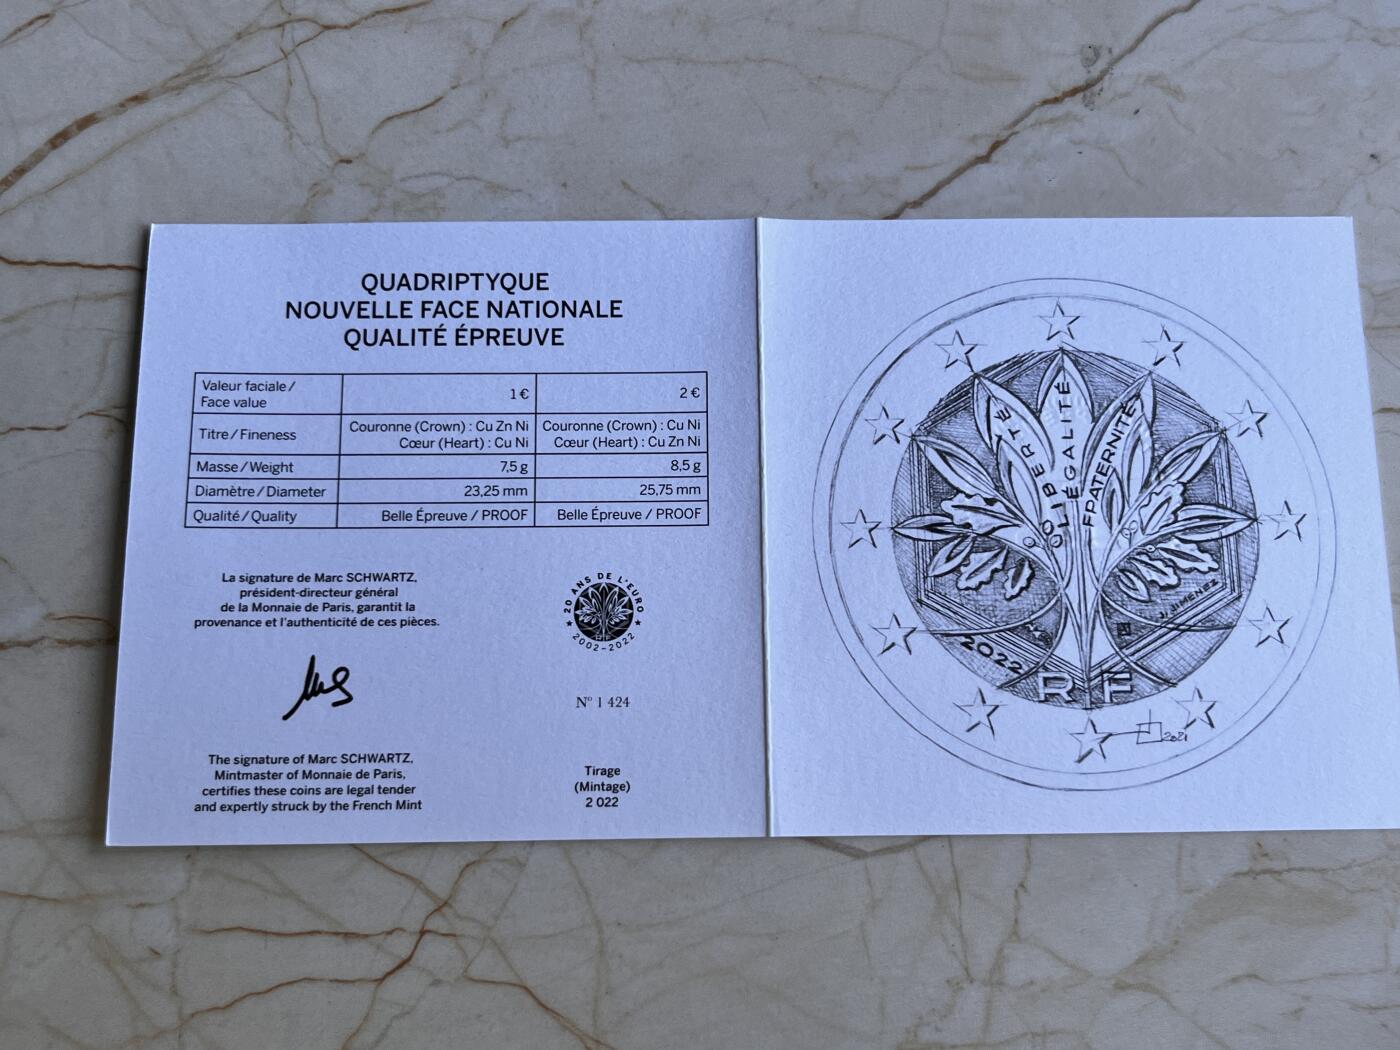 QUADRIPTYQUE
NOUVELLE FACE NATIONALE
QUALITÉ ÉPREUVE
Valeur faciale /
Face value
1 €
2 €
Titre / Fineness
Couronne (Crown) : Cu Zn Ni
Cœur (Heart) : Cu Ni
Couronne (Crown) : Cu Ni
Cœur (Heart) : Cu Zn Ni
Masse / Weight
7,5 g
8,5 g
Diamètre / Diameter
23,25 mm
25,75 mm
Qualité / Quality
Belle Épreuve / PROOF
Belle Épreuve / PROOF
La signature de Marc SCHWARTZ,
président-directeur général
de la Monnaie de Paris, garantit la
provenance et l'authenticité de ces pièces.
The signature of Marc SCHWARTZ,
Mintmaster of Monnaie de Paris,
certifies these coins are legal tender
and expertly struck by the French Mint
20 ANS DE L'EURO
2002-2022
N° 1 424
Tirage
(Mintage)
2 022
LIBERTÉ
ÉGALITÉ
FRATERNITÉ
J. JIMENEZ
2022
R F
2021